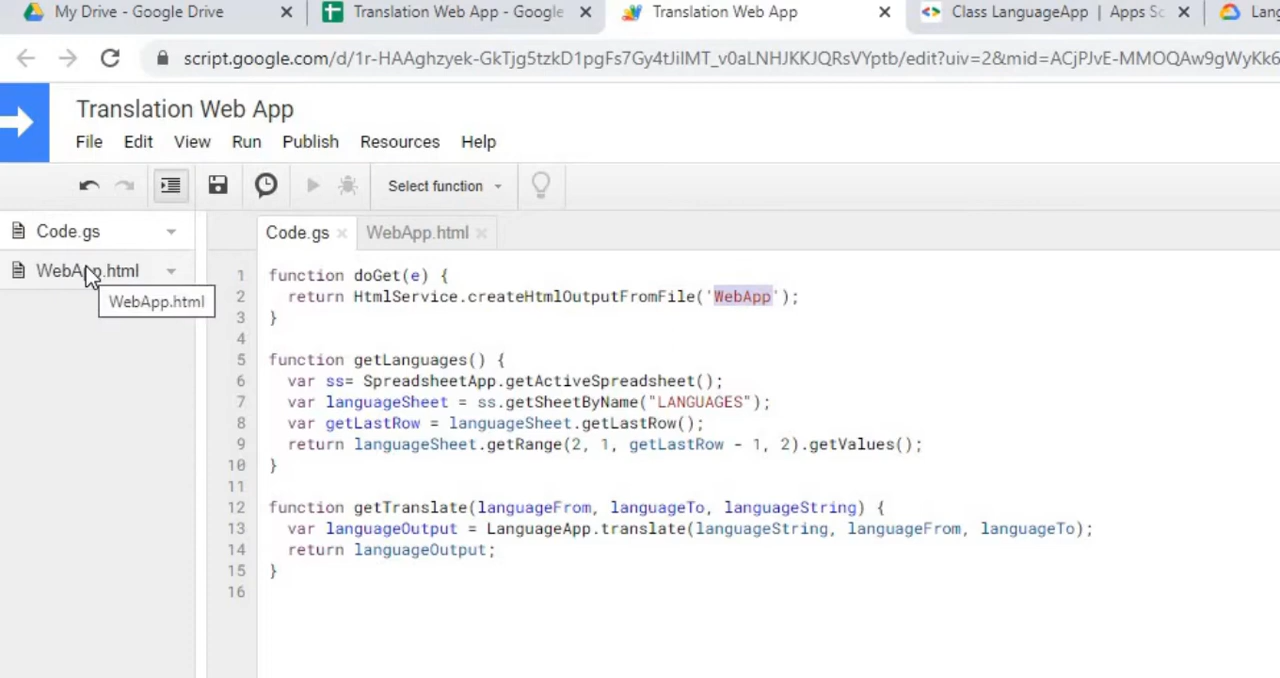 My Drive - Google Drive
Translation Web App - Google
Translation Web App
Class LanguageApp | Apps Sc
script.google.com/d/1r-HAAghzyek-GkTjg5tzkD1pgFs7Gy4tJilMT_v0aLNHJKKJQRsVYptb/edit?uiv=2&mid=ACjPJvE-MMOQAw9gWyKk6
Translation Web App
File Edit View Run Publish Resources Help
Select function
Code.gs
WebApp.html
WebApp.html
Code.gs WebApp.html
1 function doGet(e) {
2 return HtmlService.createHtmlOutputFromFile('WebApp');
3 }
4
5 function getLanguages() {
6 var ss= SpreadsheetApp.getActiveSpreadsheet();
7 var languageSheet = ss.getSheetByName("LANGUAGES");
8 var getLastRow = languageSheet.getLastRow();
9 return languageSheet.getRange(2, 1, getLastRow - 1, 2).getValues();
10 }
11
12 function getTranslate(languageFrom, languageTo, languageString) {
13 var languageOutput = LanguageApp.translate(languageString, languageFrom, languageTo);
14 return languageOutput;
15 }
16